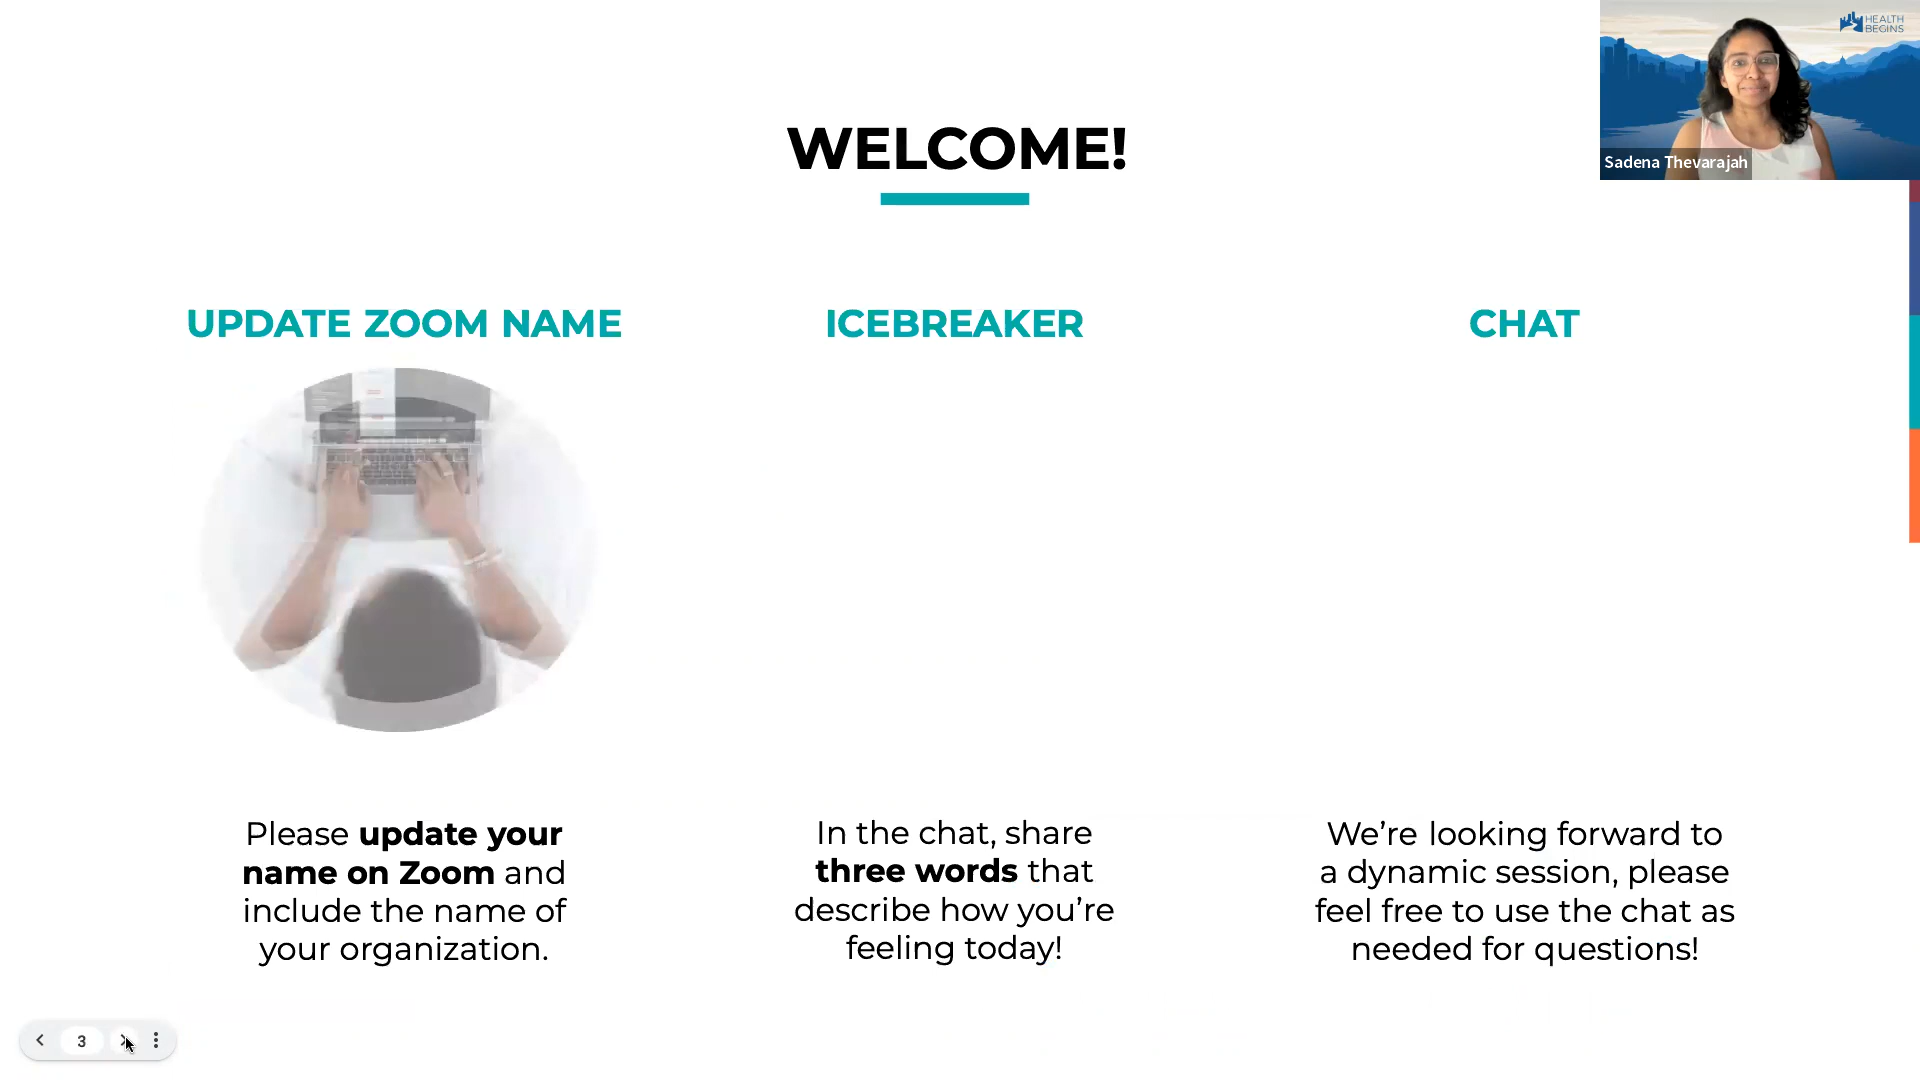 HEALTH
BEGINS
Sadena Thevarajah
WELCOME!
UPDATE ZOOM NAME
Please update your
name on Zoom and
include the name of
your organization.
ICEBREAKER
In the chat, share
three words that
describe how you’re
feeling today!
CHAT
We’re looking forward to
a dynamic session, please
feel free to use the chat as
needed for questions!
3